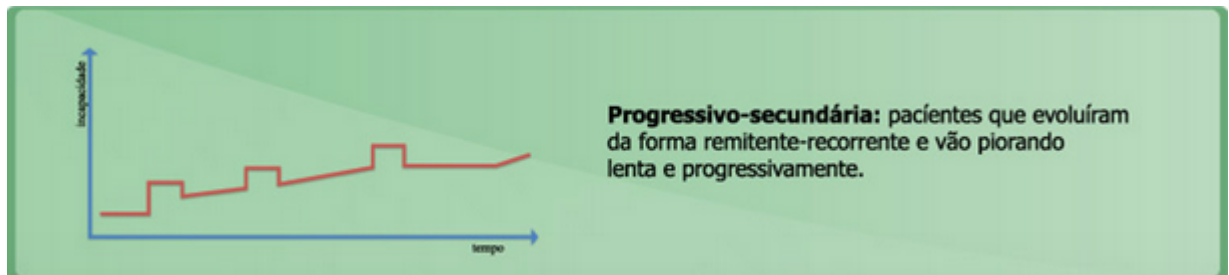 incapacidade
tempo
Progressivo-secundária: pacientes que evoluíram
da forma remitente-recorrente e vão piorando
lenta e progressivamente.